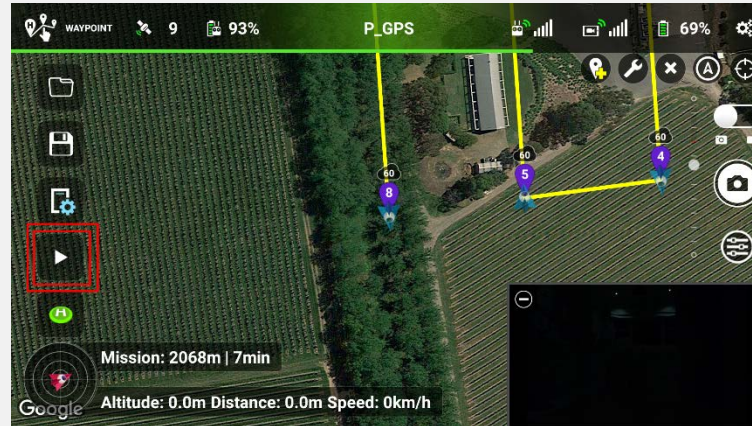 WAYPOINT 9 93% P_GPS 69%
A
60
60
60
4
5
8
H
Mission: 2068m | 7min
Altitude: 0.0m Distance: 0.0m Speed: 0km/h
Google